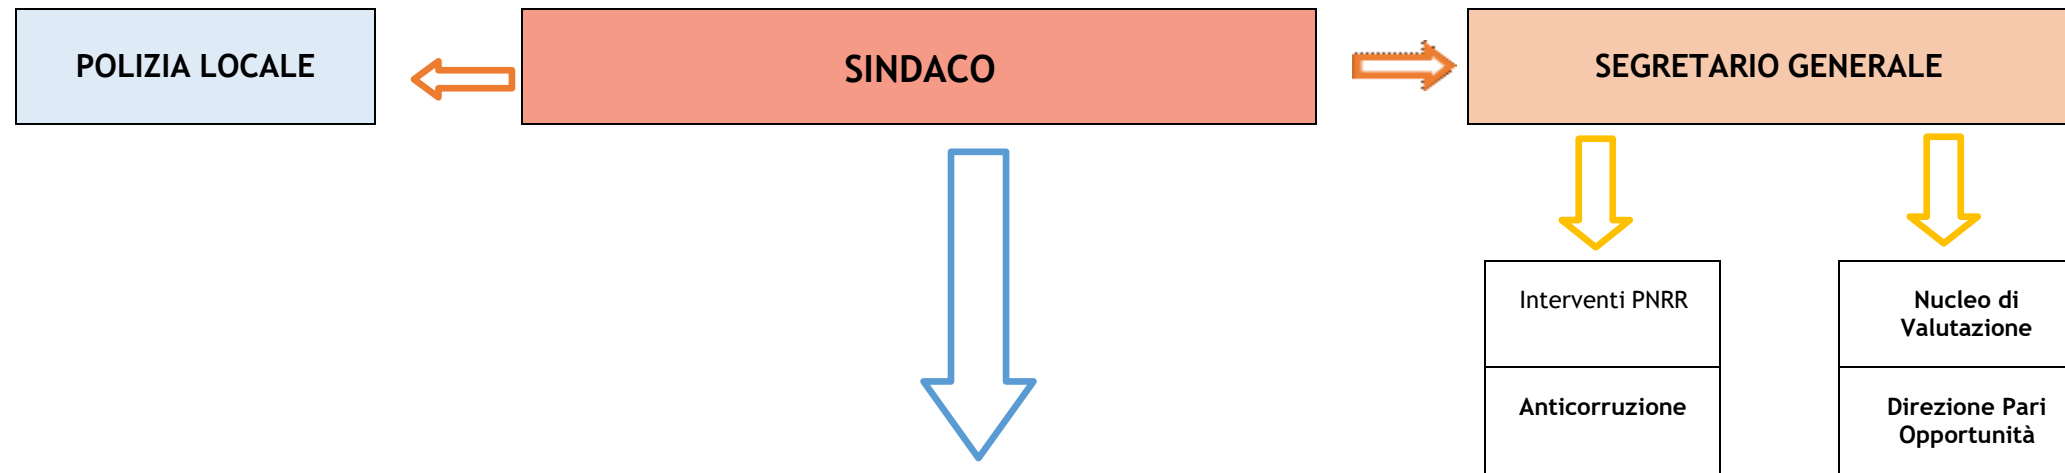 POLIZIA LOCALE
SINDACO
SEGRETARIO GENERALE
Interventi PNRR
Nucleo di
Valutazione
Anticorruzione
Direzione Pari
Opportunità